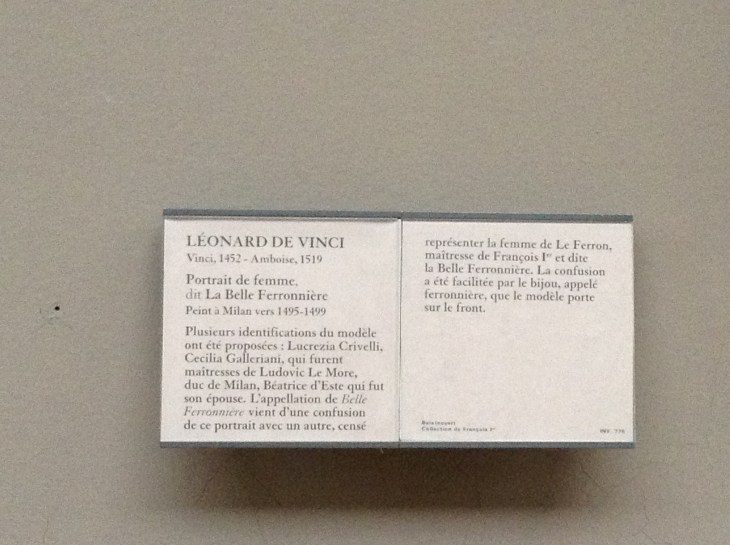 LÉONARD DE VINCI
Vinci, 1452 - Amboise, 1519
Portrait de femme,
dit La Belle Ferronnière
Peint à Milan vers 1495-1499
Plusieurs identifications du modèle
ont été proposées : Lucrezia Crivelli,
Cecilia Galleriani, qui furent
maîtresses de Ludovic Le More,
duc de Milan, Béatrice d'Este qui fut
son épouse. L'appellation de Belle
Ferronnière vient d'une confusion
de ce portrait avec un autre, censé
représenter la femme de Le Ferron,
maîtresse de François Iᵉʳ et dite
la Belle Ferronnière. La confusion
a été facilitée par le bijou, appelé
ferronnière, que le modèle porte
sur le front.
Collection de François Iᵉʳ